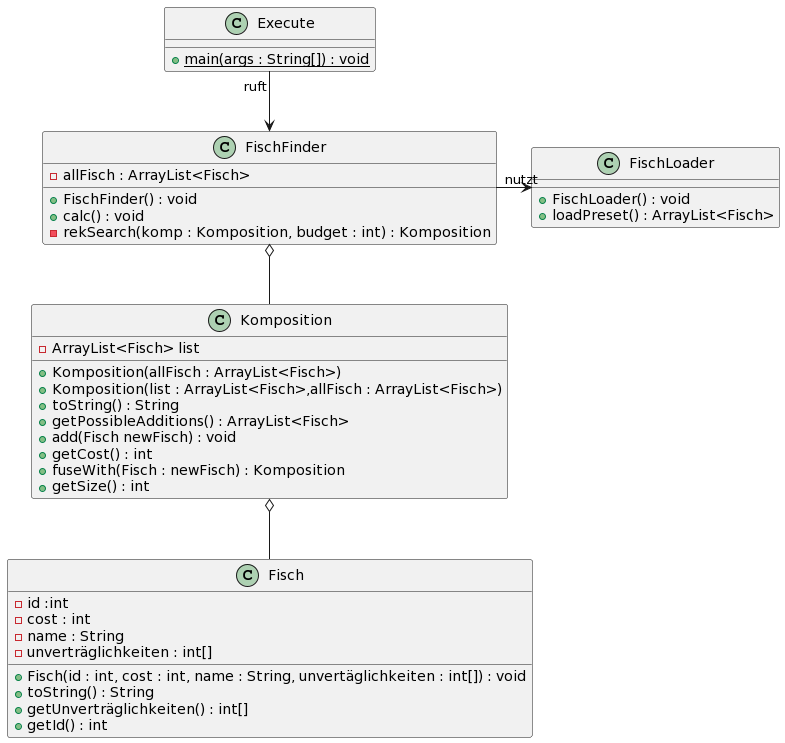 C Execute
main(args : String[]) : void
ruft
C FischFinder
allFisch : ArrayList<Fisch>
FischFinder() : void
calc() : void
rekSearch(komp : Komposition, budget : int) : Komposition
nutzt
C FischLoader
FischLoader() : void
loadPreset() : ArrayList<Fisch>
C Komposition
ArrayList<Fisch> list
Komposition(allFisch : ArrayList<Fisch>)
Komposition(list : ArrayList<Fisch>,allFisch : ArrayList<Fisch>)
toString() : String
getPossibleAdditions() : ArrayList<Fisch>
add(Fisch newFisch) : void
getCost() : int
fuseWith(Fisch : newFisch) : Komposition
getSize() : int
C Fisch
id :int
cost : int
name : String
unverträglichkeiten : int[]
Fisch(id : int, cost : int, name : String, unvertäglichkeiten : int[]) : void
toString() : String
getUnverträglichkeiten() : int[]
getId() : int